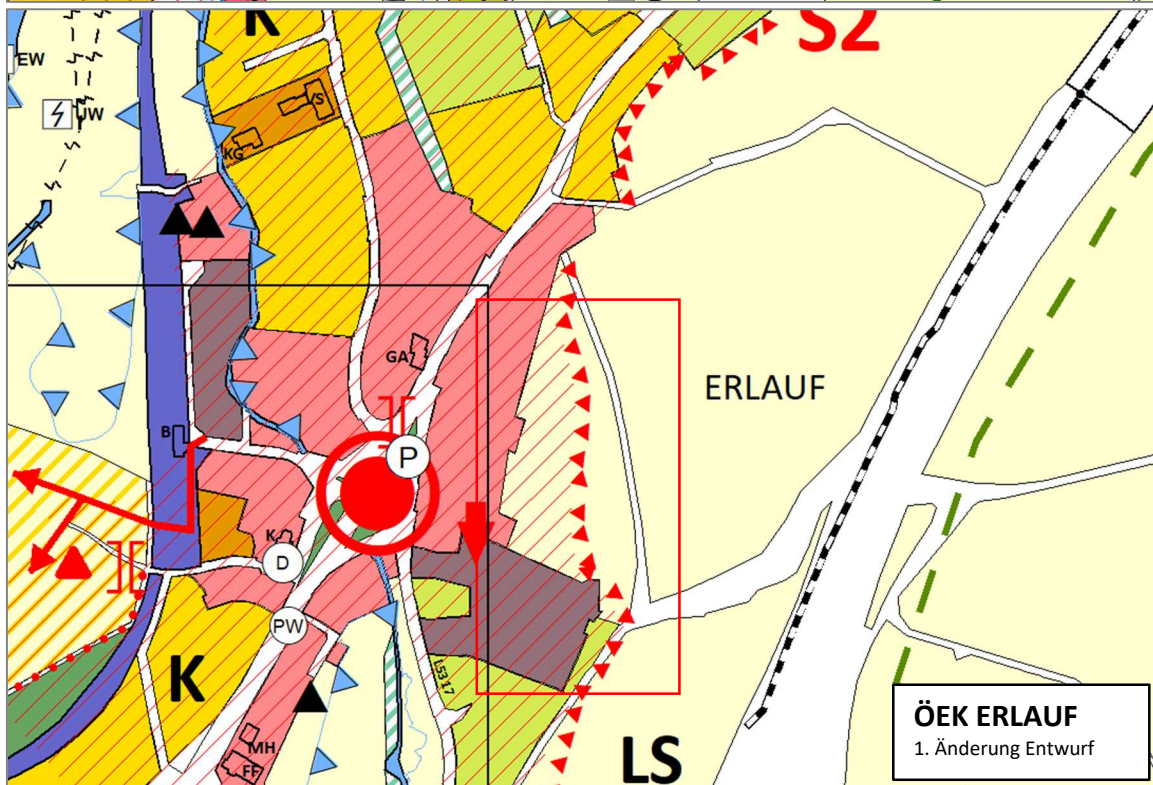 K
S2
EW
UW
S
KG
GA
ERLAUF
B
P
K
D
PW
K
L5317
MH
FF
LS
ÖEK ERLAUF
1. Änderung Entwurf